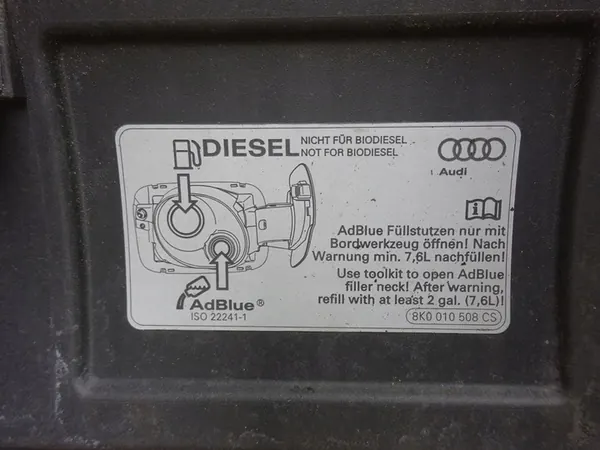 DIESEL NICHT FÜR BIODIESEL
NOT FOR BIODIESEL
Audi
AdBlue Füllstutzen nur mit
Bordwerkzeug öffnen! Nach
Warnung min. 7,6L nachfüllen!
Use toolkit to open AdBlue
filler neck! After warning,
refill with at least 2 gal. (7,6L)!
8K0 010 508 CS
AdBlue®
ISO 22241-1